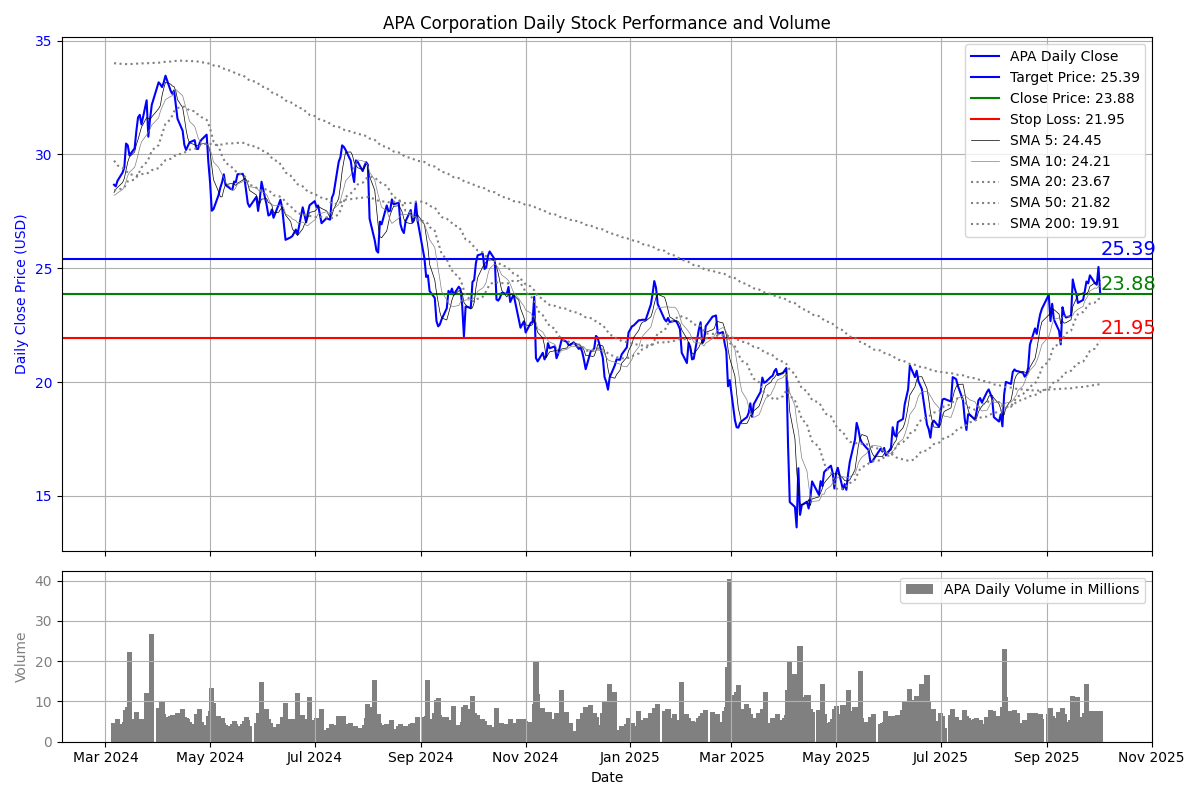 APA Corporation Daily Stock Performance and Volume
35
30
25
20
15
Daily Close Price (USD)
APA Daily Close
Target Price: 25.39
Close Price: 23.88
Stop Loss: 21.95
SMA 5: 24.45
SMA 10: 24.21
SMA 20: 23.67
SMA 50: 21.82
SMA 200: 19.91
25.39
23.88
21.95
40
30
20
10
0
Volume
APA Daily Volume in Millions
Mar 2024 May 2024 Jul 2024 Sep 2024 Nov 2024 Jan 2025 Mar 2025 May 2025 Jul 2025 Sep 2025 Nov 2025
Date